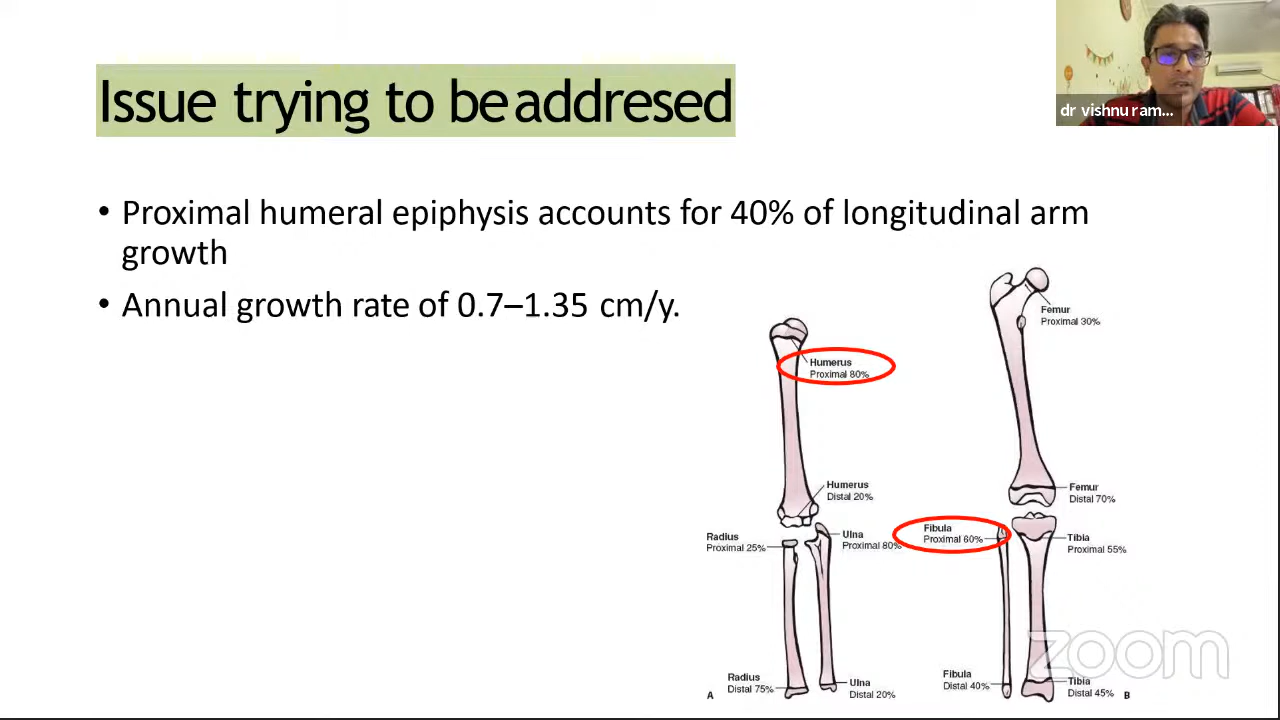 Issue trying to be addresed
dr vishnu ram...
• Proximal humeral epiphysis accounts for 40% of longitudinal arm
growth
• Annual growth rate of 0.7–1.35 cm/y.
Femur
Proximal 30%
Humerus
Proximal 80%
Humerus
Distal 20%
Femur
Distal 70%
Radius
Proximal 25%
Ulna
Proximal 80%
Fibula
Proximal 60%
Tibia
Proximal 55%
Radius
Distal 75%
Ulna
Distal 20%
Fibula
Distal 40%
Tibia
Distal 45%
A
B
zoom